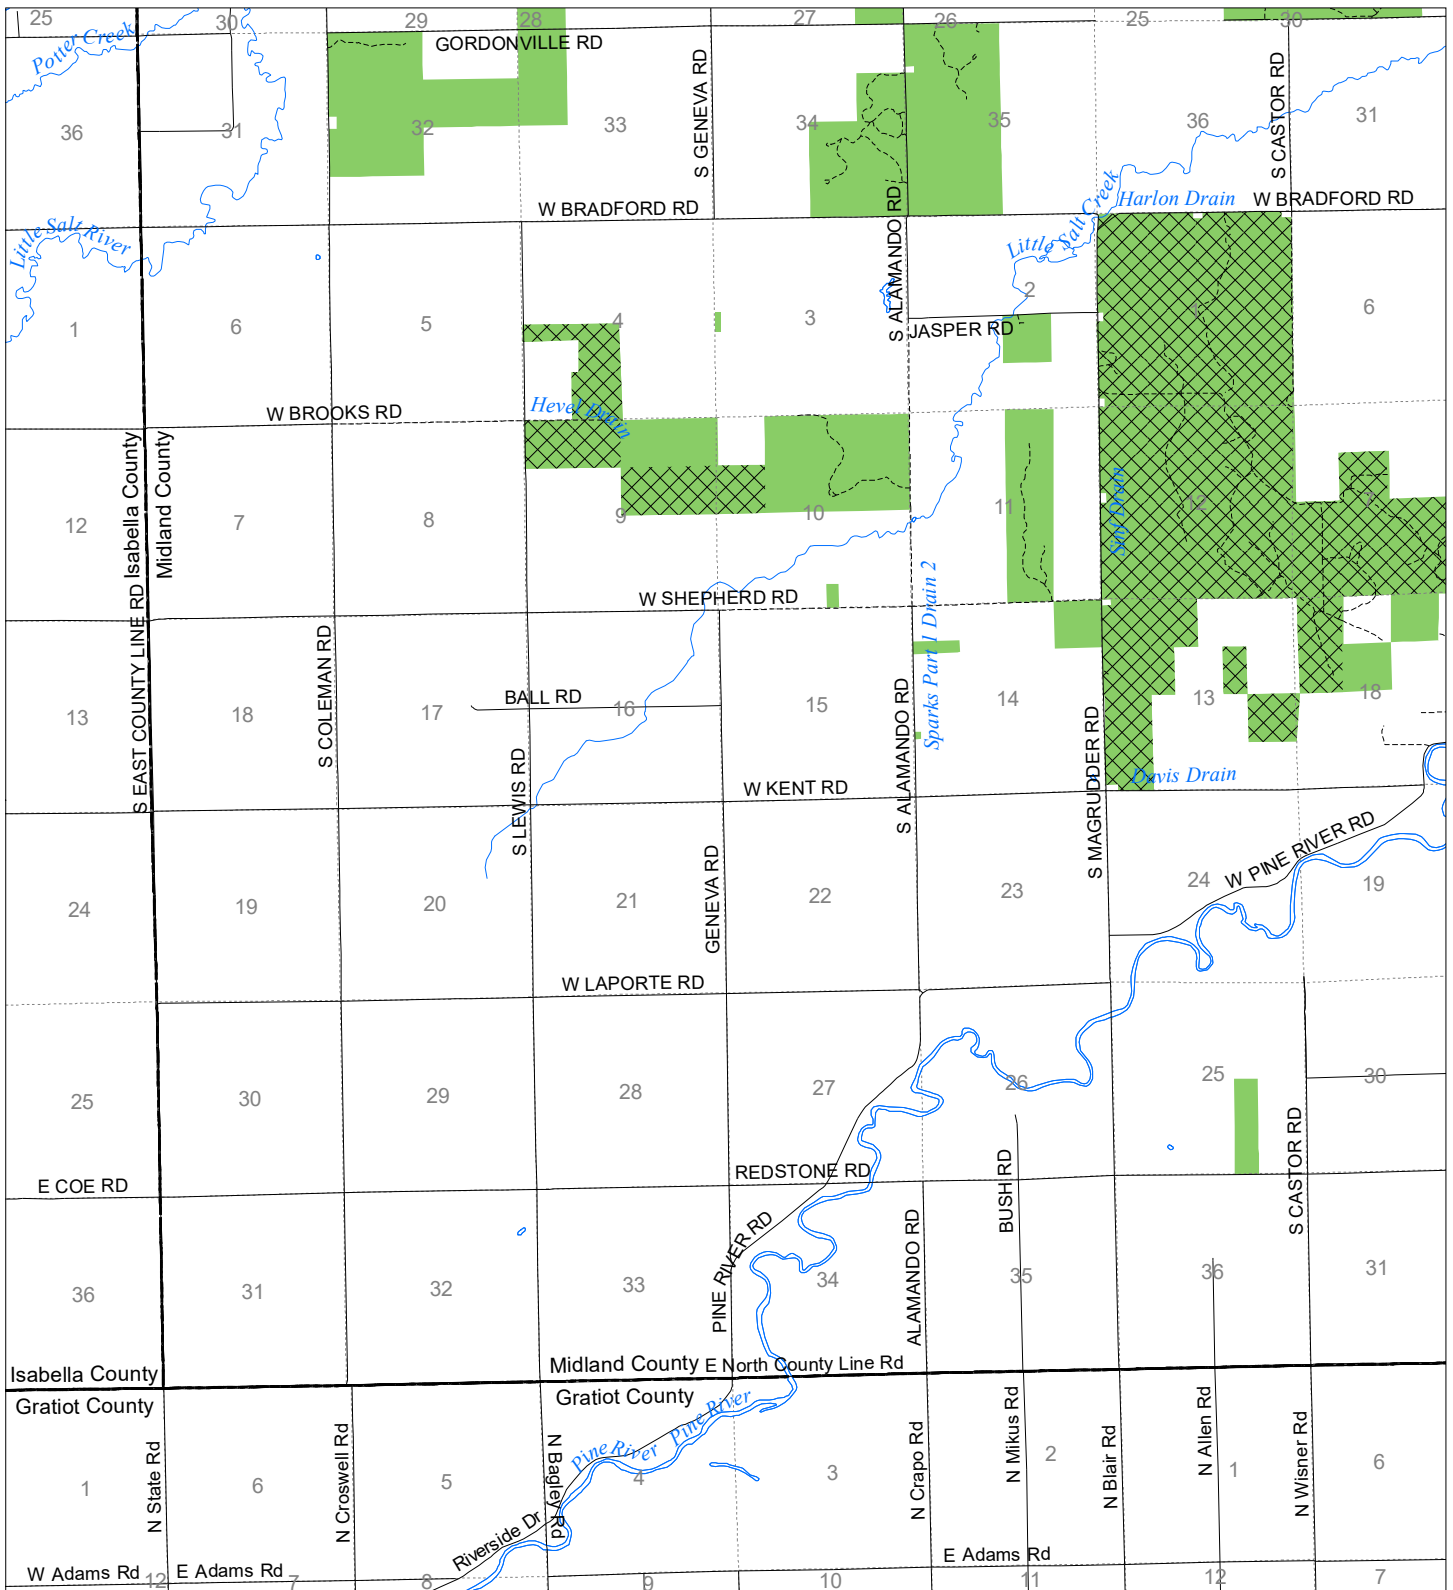 25
30
29
28
27
26
25
30
Potter Creek
GORDONVILLE RD
36
31
32
33
34
35
36
31
S GENEVA RD
S CASTOR RD
W BRADFORD RD
Harlon Drain
W BRADFORD RD
Little Salt River
Little Salt Creek
S ALAMANDO RD
1
6
5
4
3
2
1
6
JASPER RD
W BROOKS RD
Hevel Drain
Isabella County
Midland County
12
7
8
9
10
11
12
7
Sinf Drain
W SHEPHERD RD
Sparks Part 1 Drain 2
S EAST COUNTY LINE RD
S COLEMAN RD
BALL RD
13
18
17
16
15
14
13
18
S LEWIS RD
S ALAMANDO RD
S MAGRUDDER RD
W KENT RD
Davis Drain
W PINE RIVER RD
24
19
20
21
22
23
24
19
GENEVA RD
W LAPORTE RD
25
30
29
28
27
26
25
30
E COE RD
REDSTONE RD
BUSH RD
S CASTOR RD
PINE RIVER RD
ALAMANDO RD
36
31
32
33
34
35
36
31
Isabella County
Midland County
E North County Line Rd
Gratiot County
Gratiot County
Pine River
Pine River
N State Rd
N Croswell Rd
N Bagley Rd
N Crapo Rd
N Mikus Rd
N Blair Rd
N Allen Rd
N Wisner Rd
1
6
5
4
3
2
1
6
Riverside Dr
W Adams Rd
E Adams Rd
E Adams Rd
12
7
8
9
10
11
12
7